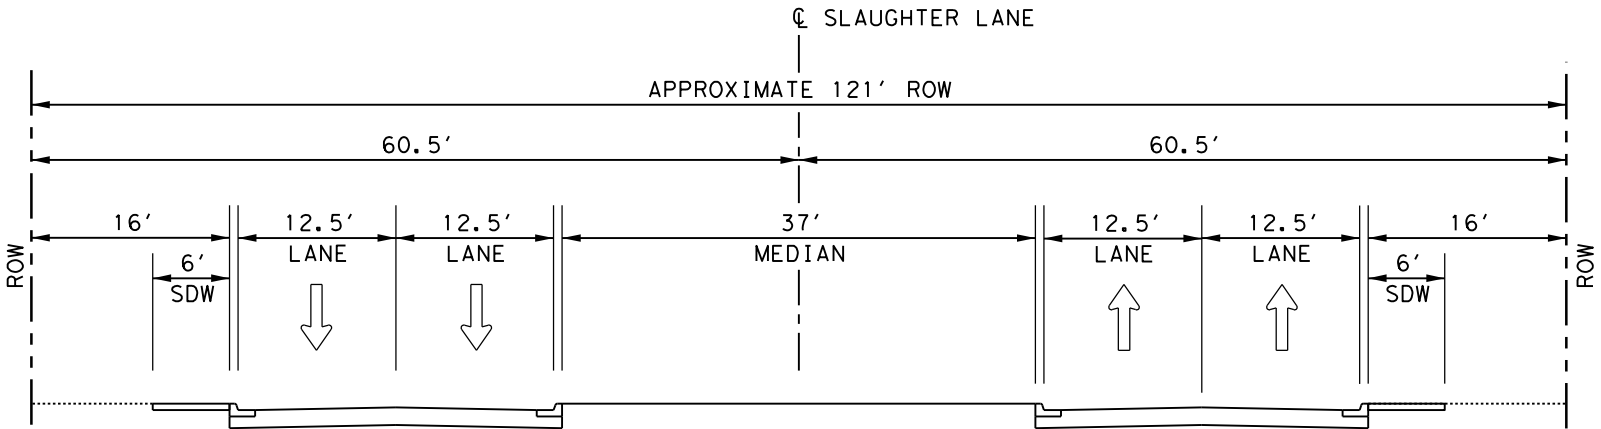 ℄ SLAUGHTER LANE
APPROXIMATE 121' ROW
60.5' 60.5'
16' 12.5' 12.5' 37' 12.5' 12.5' 16'
LANE LANE MEDIAN LANE LANE
6' 6'
SDW SDW
ROW ROW